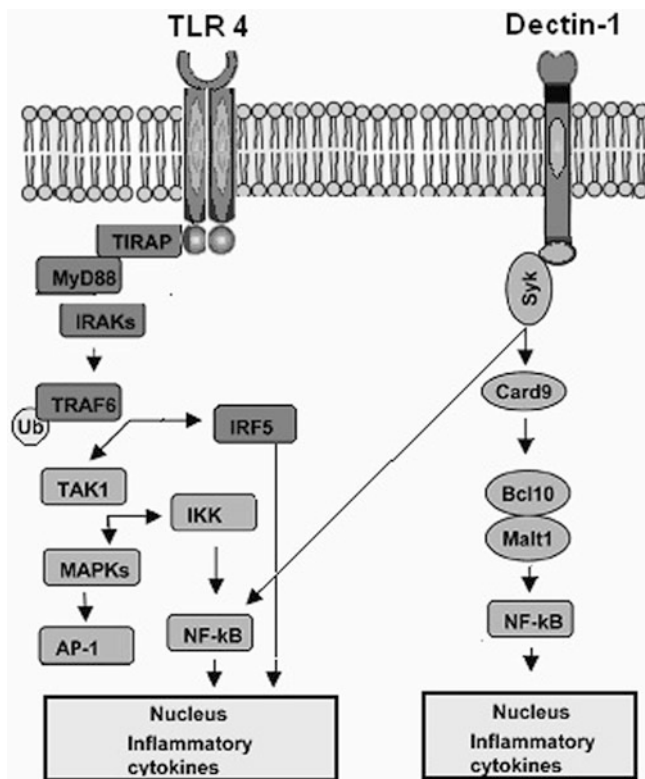 TLR 4
Dectin-1
TIRAP
MyD88
IRAKs
TRAF6
Ub
IRF5
TAK1
IKK
MAPKs
AP-1
NF-kB
Nucleus
Inflammatory
cytokines
Syk
Card9
Bcl10
Malt1
NF-kB
Nucleus
Inflammatory
cytokines